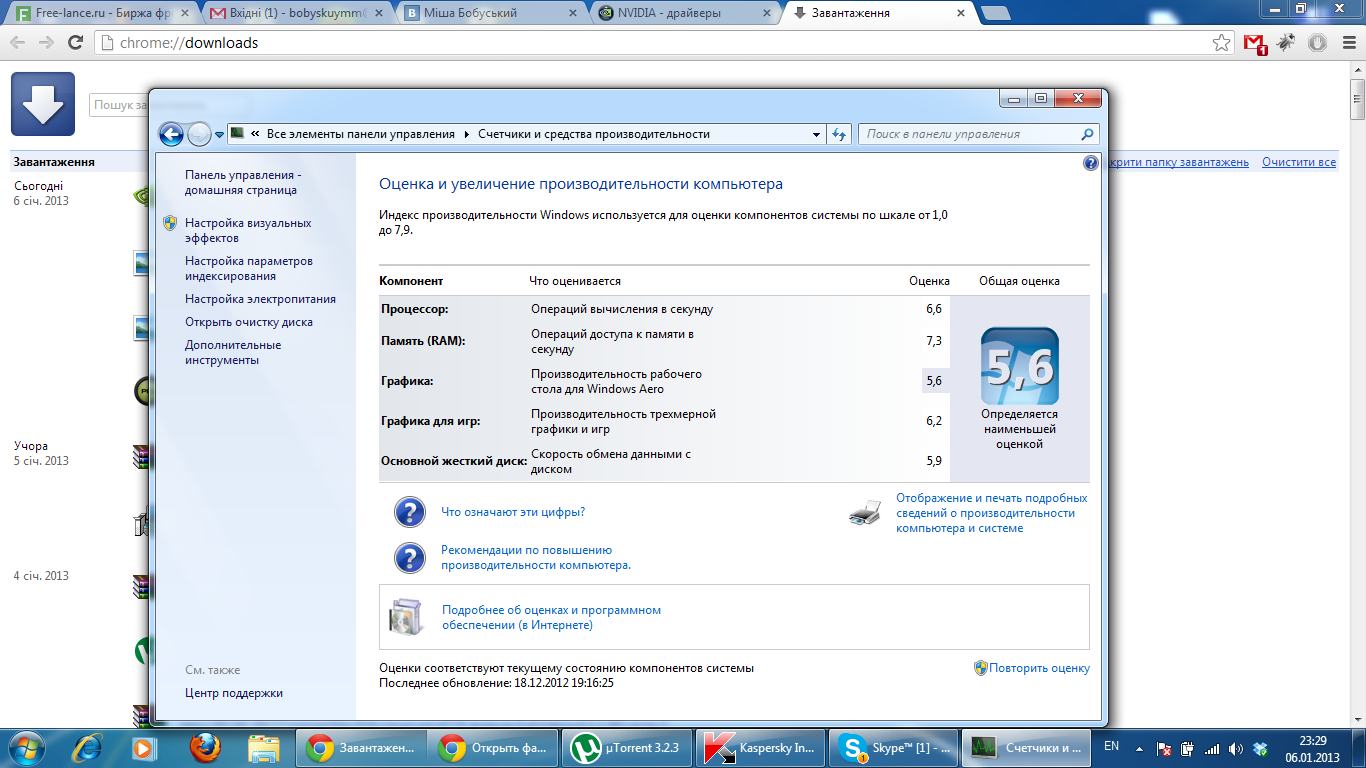 Free-lance.ru - Биржа фр
Вхідні (1) - bobyskuymm@
Міша Бобуський
NVIDIA - драйверы
Завантаження
chrome://downloads
1
Пошук за
Завантаження
крити папку завантажень
Очистити все
Сьогодні
6 січ. 2013
Учора
5 січ. 2013
4 січ. 2013
« Все элементы панели управления
Счетчики и средства производительности
Поиск в панели управления
Панель управления -
домашняя страница
Настройка визуальных
эффектов
Настройка параметров
индексирования
Настройка электропитания
Открыть очистку диска
Дополнительные
инструменты
См. также
Центр поддержки
Оценка и увеличение производительности компьютера
Индекс производительности Windows используется для оценки компонентов системы по шкале от 1,0
до 7,9.
Компонент Что оценивается Оценка Общая оценка
Процессор: Операций вычисления в секунду 6,6
Память (RAM): Операций доступа к памяти в
секунду 7,3
Графика: Производительность рабочего
стола для Windows Aero 5,6
Графика для игр: Производительность трехмерной
графики и игр 6,2
Основной жесткий диск: Скорость обмена данными с
диском 5,9
5,6
Определяется
наименьшей
оценкой
Что означают эти цифры?
Отображение и печать подробных
сведений о производительности
компьютера и системе
Рекомендации по повышению
производительности компьютера.
Подробнее об оценках и программном
обеспечении (в Интернете)
Оценки соответствуют текущему состоянию компонентов системы
Последнее обновление: 18.12.2012 19:16:25
Повторить оценку
Завантажен...
Открыть фа...
µTorrent 3.2.3
Kaspersky In...
Skype™ [1] - ...
Счетчики и ...
EN
23:29
06.01.2013